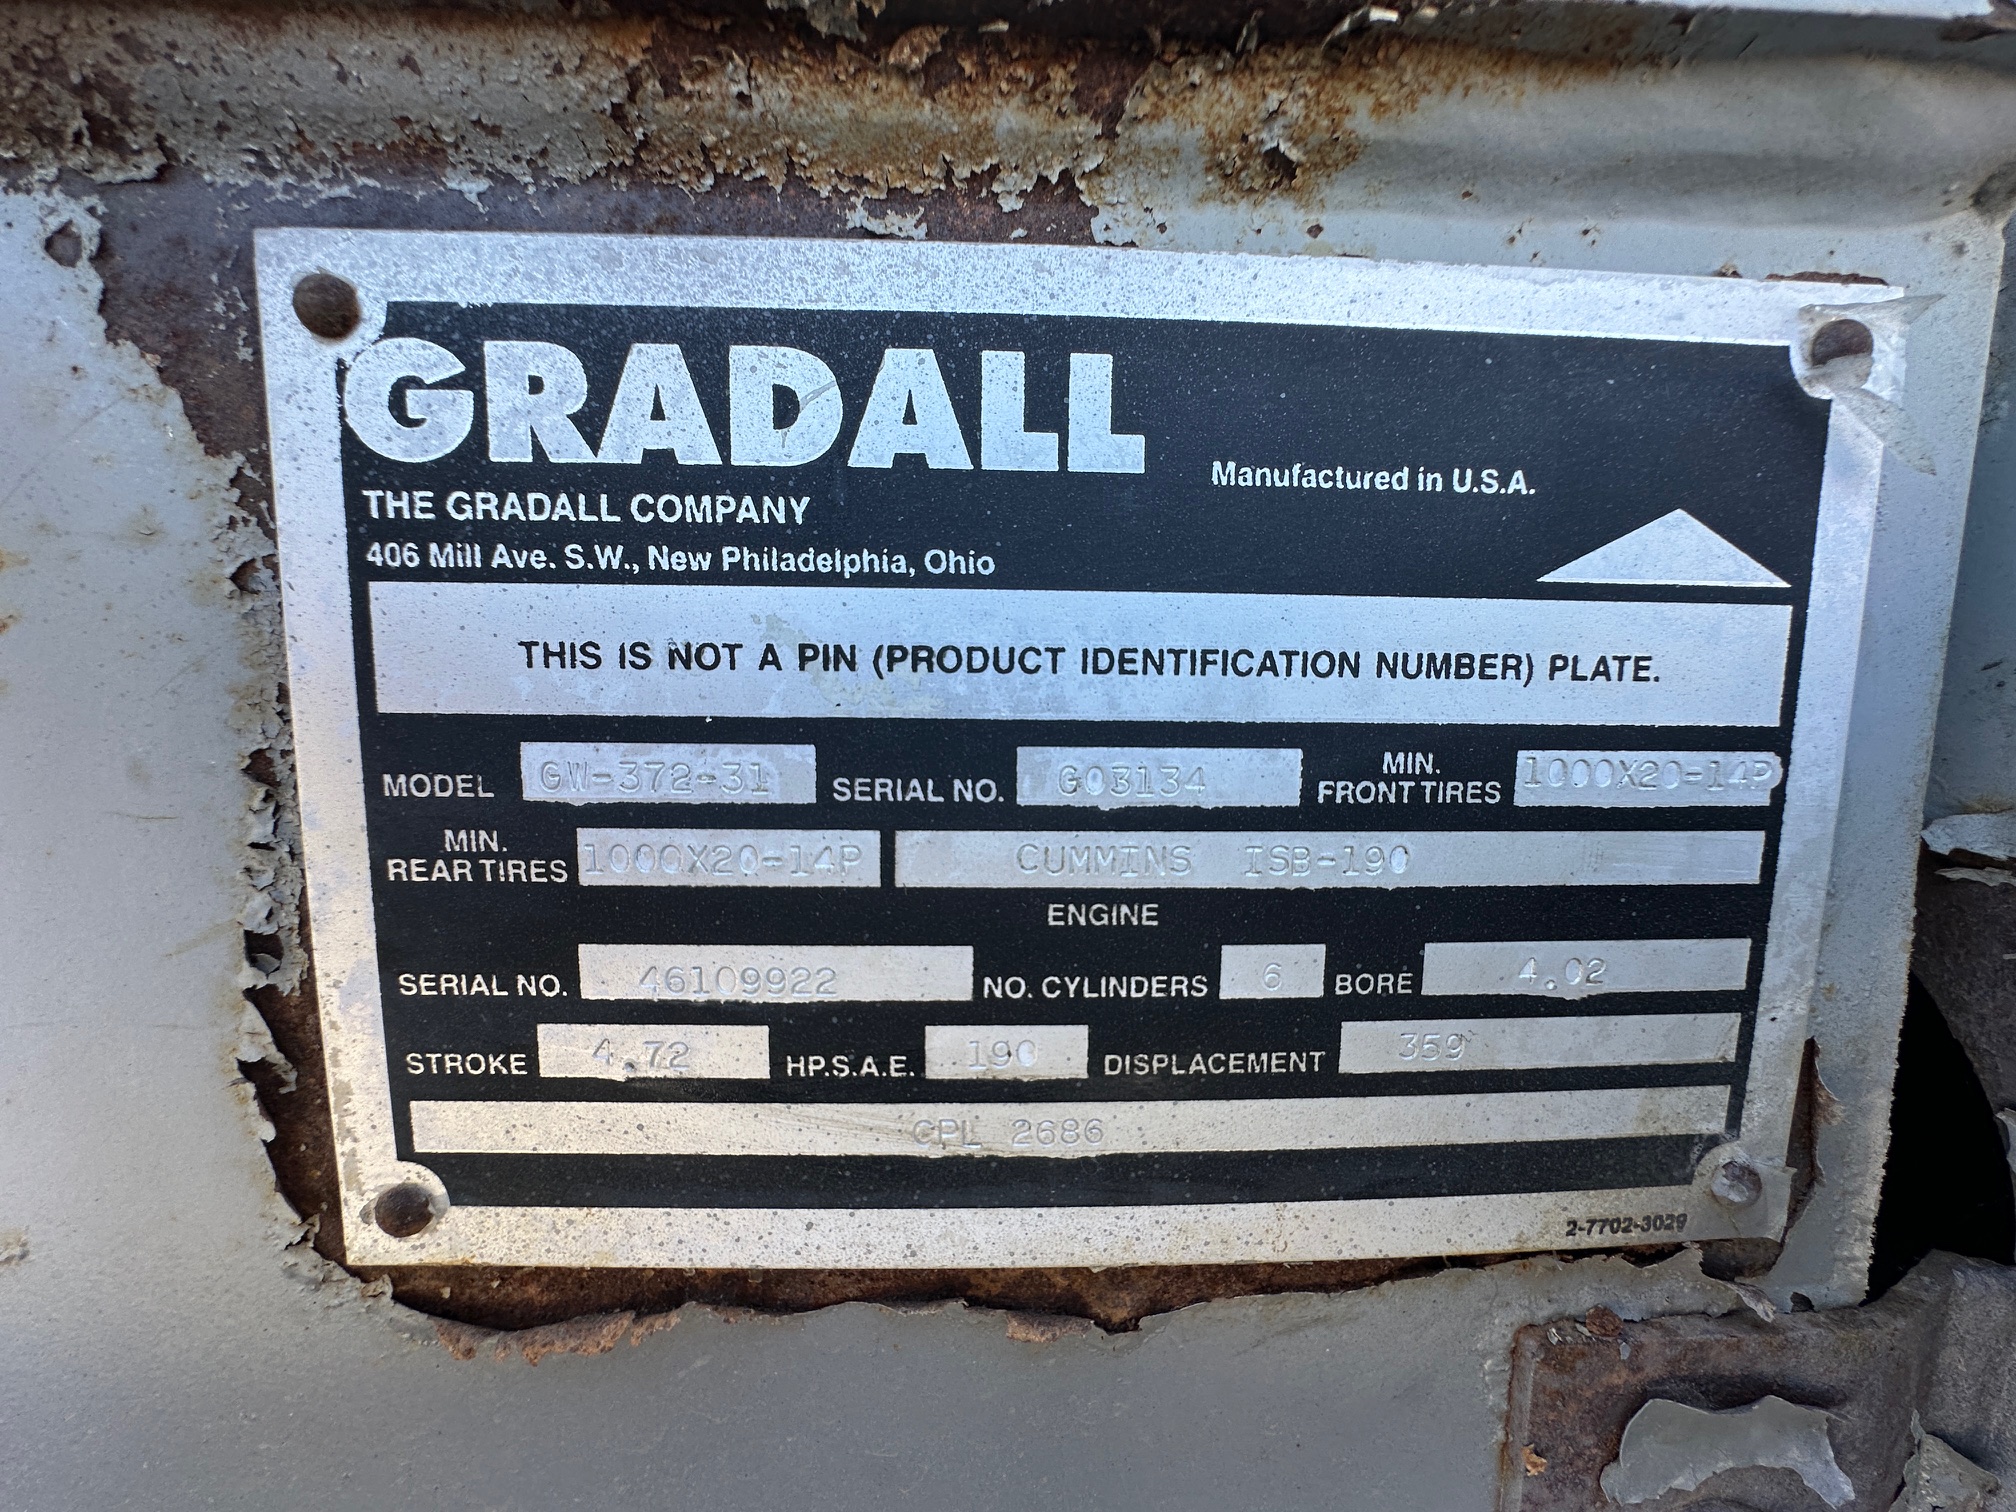 GRADALL
Manufactured in U.S.A.
THE GRADALL COMPANY
406 Mill Ave. S.W., New Philadelphia, Ohio
THIS IS NOT A PIN (PRODUCT IDENTIFICATION NUMBER) PLATE.
MODEL GW-372-31 SERIAL NO. G03134 MIN. FRONT TIRES 1000X20-14P
MIN. REAR TIRES 1000X20-14P CUMMINS ISB-190
ENGINE
SERIAL NO. 46109922 NO. CYLINDERS 6 BORE 4.02
STROKE 4.72 HP.S.A.E. 190 DISPLACEMENT 359
CPL 2686
2-7702-3029